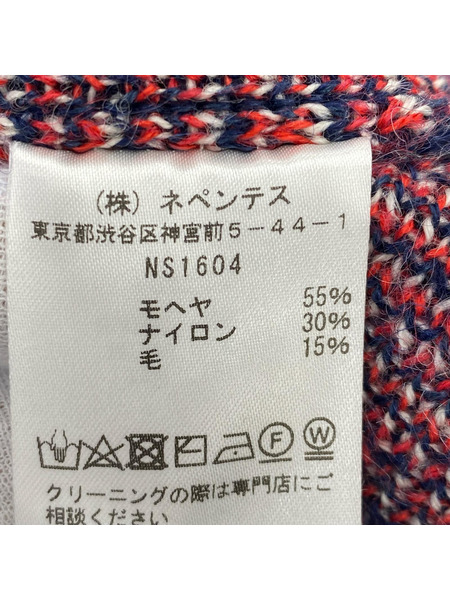 (株) ネペンテス
東京都渋谷区神宮前5-44-1
NS1604
モヘヤ 55%
ナイロン 30%
毛 15%
F W
クリーニングの際は専門店にご
相談ください